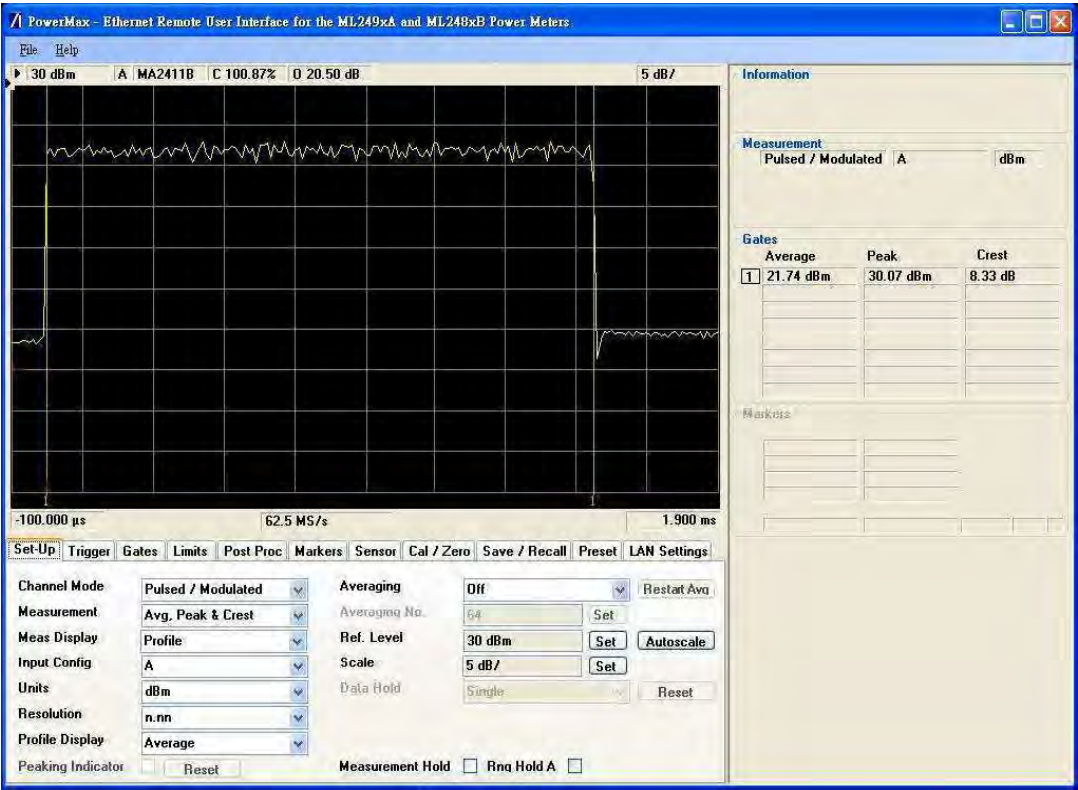 PowerMax - Ethernet Remote User Interface for the ML249xA and ML248xB Power Meters
File Help
30 dBm A MA2411B C 100.87% O 20.50 dB 5 dB/
1 1
-100.000 µs 62.5 MS/s 1.900 ms
Information
Measurement
Pulsed / Modulated A dBm
Gates
Average Peak Crest
1 21.74 dBm 30.07 dBm 8.33 dB
Markers
Set-Up Trigger Gates Limits Post Proc Markers Sensor Cal / Zero Save / Recall Preset LAN Settings
Channel Mode Pulsed / Modulated Averaging Off Restart Avg
Measurement Avg, Peak & Crest Averaging No. 64 Set
Meas Display Profile Ref. Level 30 dBm Set Autoscale
Input Config A Scale 5 dB/ Set
Units dBm Data Hold Single Reset
Resolution n.nn
Profile Display Average
Peaking Indicator Reset Measurement Hold Rng Hold A